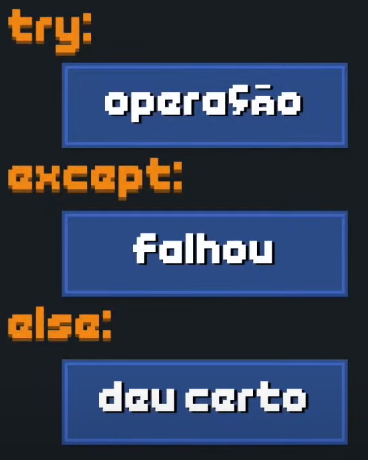 try:
operação
except:
falhou
else:
deu certo